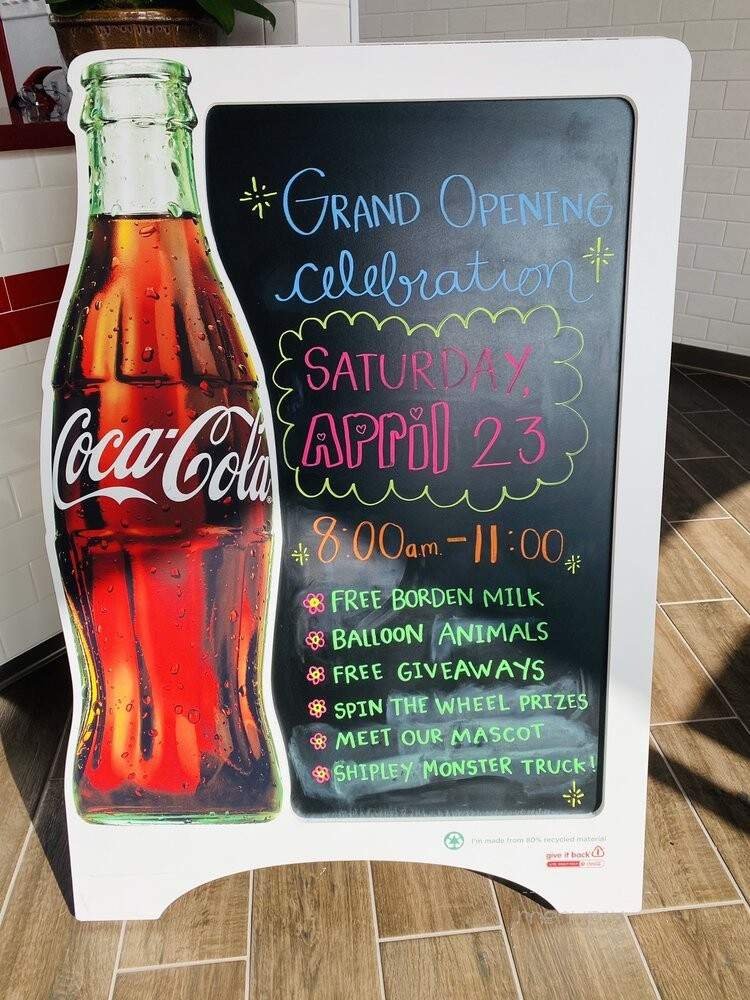 GRAND OPENING
celebration
SATURDAY,
April 23
8:00 a.m. - 11:00
FREE BORDEN MILK
BALLOON ANIMALS
FREE GIVEAWAYS
SPIN THE WHEEL PRIZES
MEET OUR MASCOT
SHIPLEY MONSTER TRUCK!
Coca-Cola
I'm made from 80% recycled material
give it back